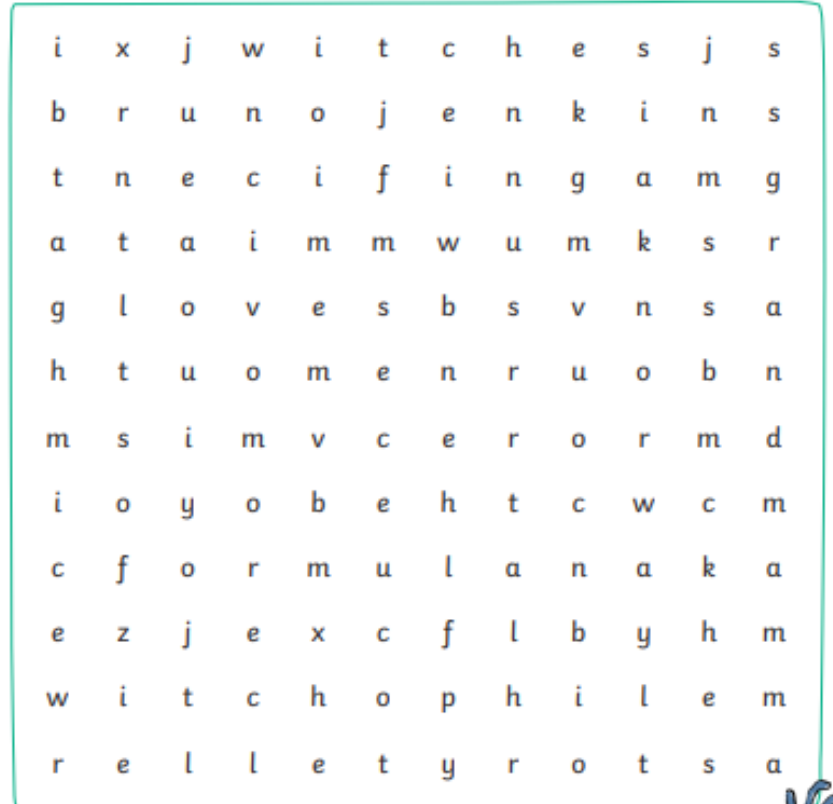 i x j w i t c h e s j s
b r u n o j e n k i n s
t n e c i f i n g a m g
a t a i m m w u m k s r
g l o v e s b s v n s a
h t u o m e n r u o b n
m s i m v c e r o r m d
i o y o b e h t c w c m
c f o r m u l a n a k a
e z j e x c f l b y h m
w i t c h o p h i l e m
r e l l e t y r o t s a